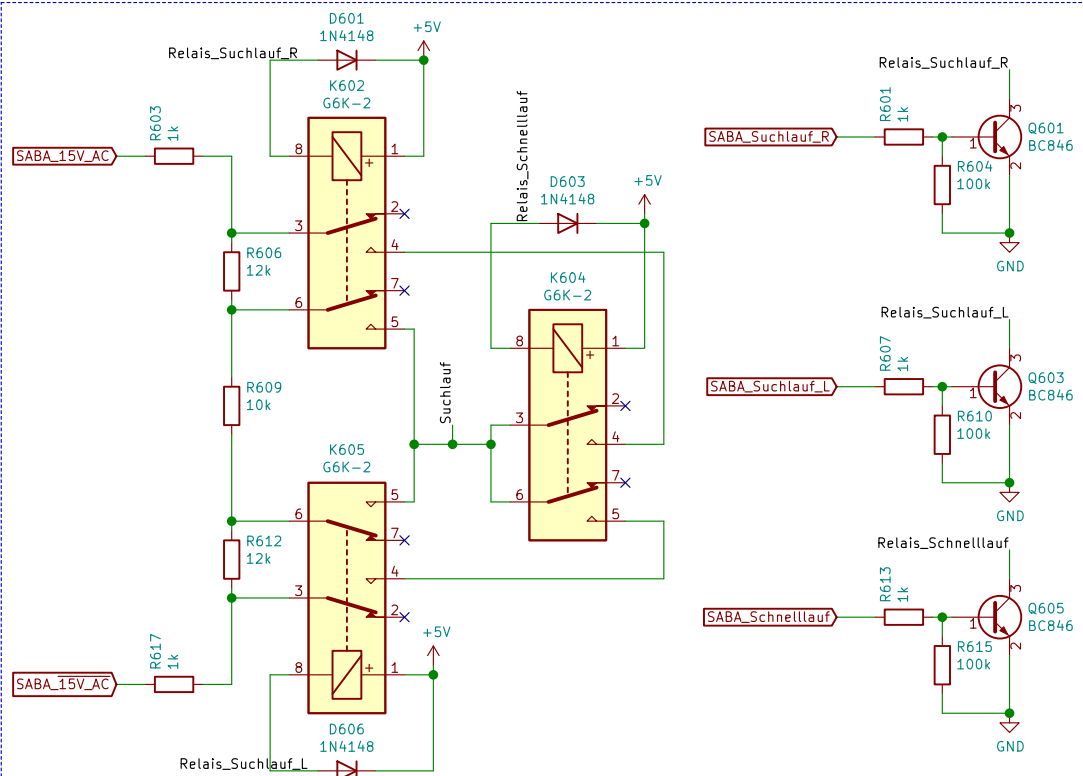 D601
1N4148
+5V
Relais_Suchlauf_R
K602
G6K-2
R603
1k
SABA_15V_AC
8
1
+
2
3
4
R606
12k
7
6
5
Relais_Schnelllauf
D603
1N4148
+5V
K604
G6K-2
8
1
+
2
3
4
7
6
5
R609
10k
Suchlauf
K605
G6K-2
5
6
7
R612
12k
4
3
2
R617
1k
SABA_15V_AC
+5V
8
1
+
D606
1N4148
Relais_Suchlauf_L
Relais_Suchlauf_R
R601
1k
SABA_Suchlauf_R
3
1
2
Q601
BC846
R604
100k
GND
Relais_Suchlauf_L
R607
1k
SABA_Suchlauf_L
3
1
2
Q603
BC846
R610
100k
GND
Relais_Schnelllauf
R613
1k
SABA_Schnelllauf
3
1
2
Q605
BC846
R615
100k
GND